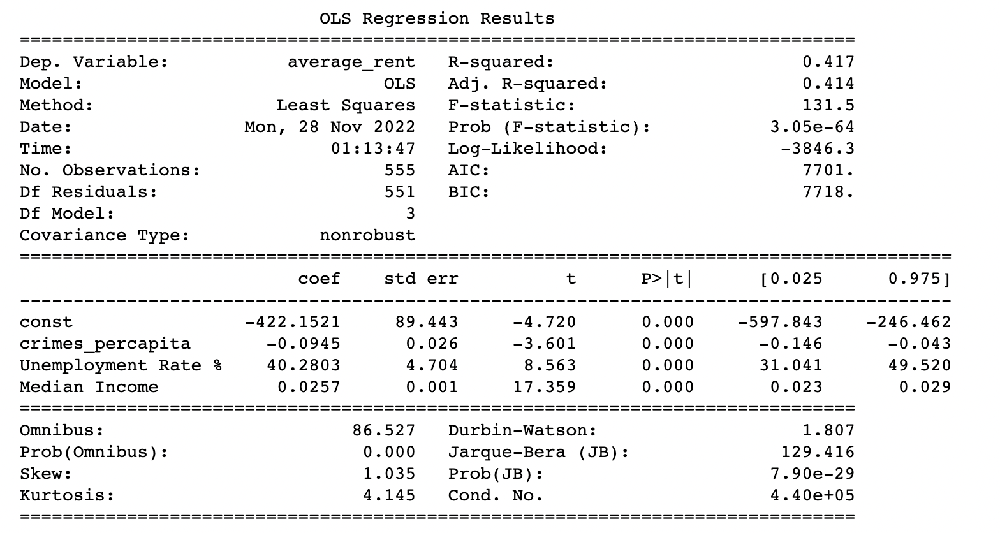 OLS Regression Results
==============================================================================
Dep. Variable: average_rent R-squared: 0.417
Model: OLS Adj. R-squared: 0.414
Method: Least Squares F-statistic: 131.5
Date: Mon, 28 Nov 2022 Prob (F-statistic): 3.05e-64
Time: 01:13:47 Log-Likelihood: -3846.3
No. Observations: 555 AIC: 7701.
Df Residuals: 551 BIC: 7718.
Df Model: 3
Covariance Type: nonrobust
=======================================================================================
coef std err t P>|t| [0.025 0.975]
---------------------------------------------------------------------------------------
const -422.1521 89.443 -4.720 0.000 -597.843 -246.462
crimes_percapita -0.0945 0.026 -3.601 0.000 -0.146 -0.043
Unemployment Rate % 40.2803 4.704 8.563 0.000 31.041 49.520
Median Income 0.0257 0.001 17.359 0.000 0.023 0.029
==============================================================================
Omnibus: 86.527 Durbin-Watson: 1.807
Prob(Omnibus): 0.000 Jarque-Bera (JB): 129.416
Skew: 1.035 Prob(JB): 7.90e-29
Kurtosis: 4.145 Cond. No. 4.40e+05
==============================================================================